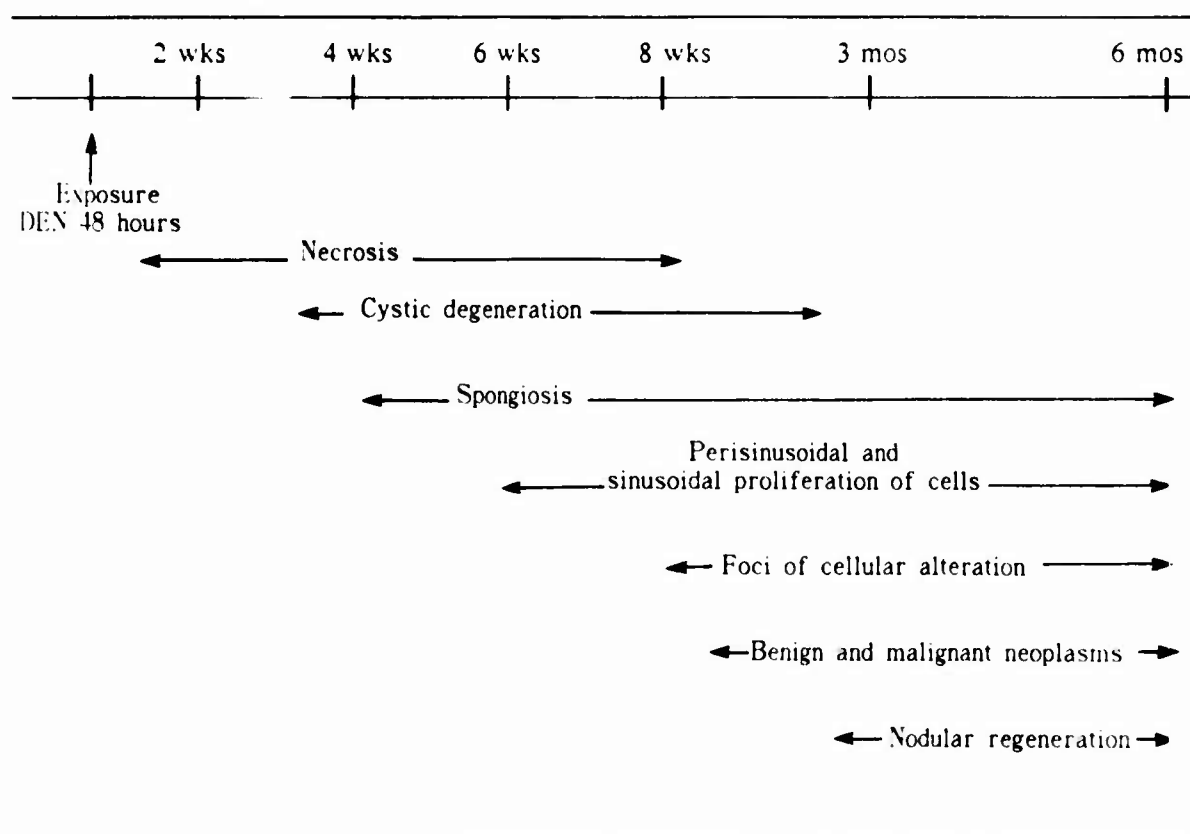 2 wks 4 wks 6 wks 8 wks 3 mos 6 mos
Exposure
DEN 48 hours
Necrosis
Cystic degeneration
Spongiosis
Perisinusoidal and
sinusoidal proliferation of cells
Foci of cellular alteration
Benign and malignant neoplasms
Nodular regeneration